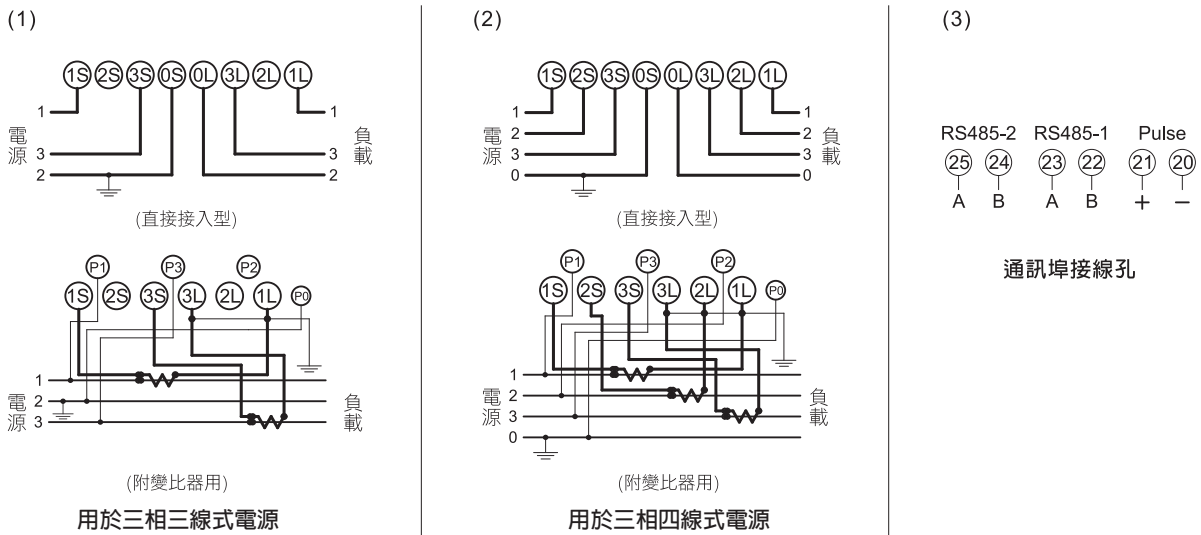 (1)
1S 2S 3S 0S 0L 3L 2L 1L
1 1
電源 負載
3 3
2 2
(直接接入型)
P1 P3 P2
1S 2S 3S 3L 2L 1L P0
1
電源 2 負載
3
(附變比器用)
用於三相三線式電源
(2)
1S 2S 3S 0S 0L 3L 2L 1L
1 1
電源 2 2 負載
3 3
0 0
(直接接入型)
P1 P3 P2
1S 2S 3S 3L 2L 1L P0
1
電源 2 負載
3
0
(附變比器用)
用於三相四線式電源
(3)
RS485-2 RS485-1 Pulse
25 24 23 22 21 20
A B A B + −
通訊埠接線孔